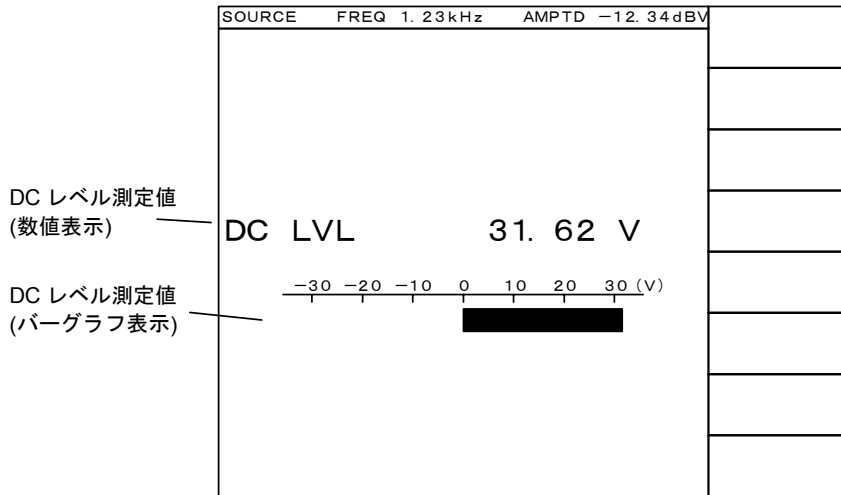 SOURCE FREQ 1.23kHz AMPTD −12.34dBV
DC レベル測定値
(数値表示)
DC LVL 31.62 V
DC レベル測定値
(バーグラフ表示)
−30 −20 −10 0 10 20 30 (V)